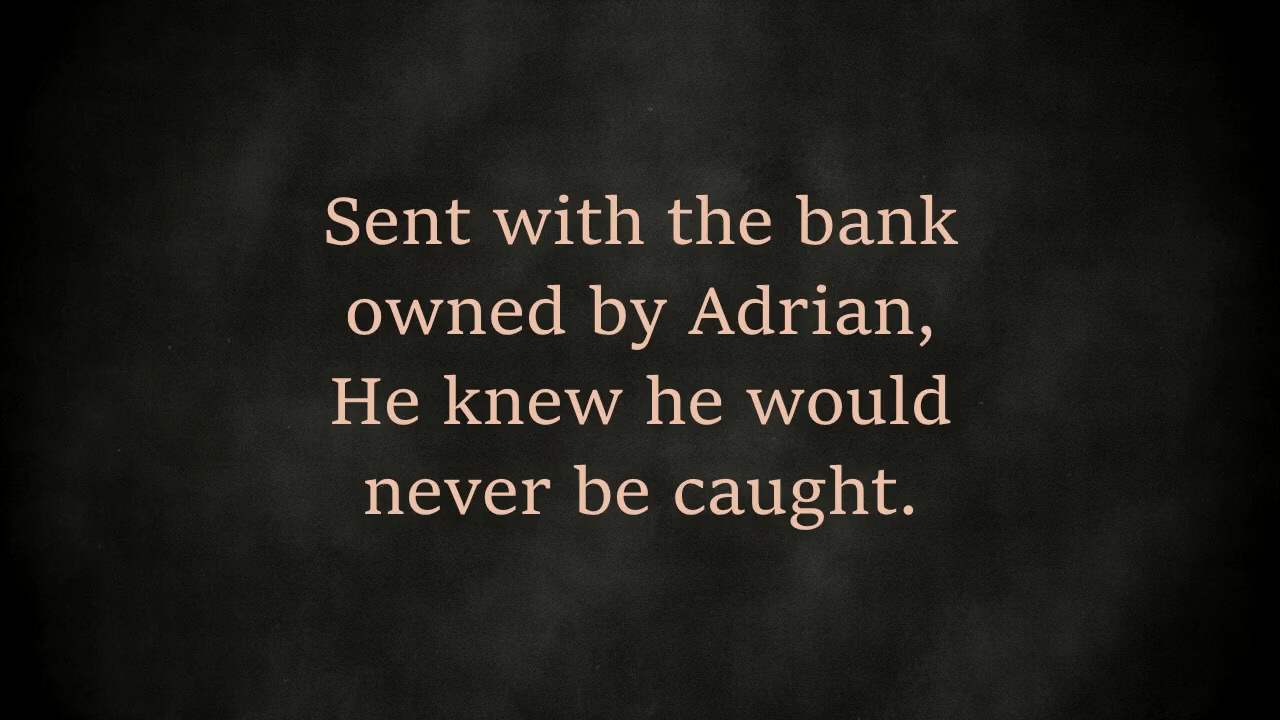 Sent with the bank
owned by Adrian,
He knew he would
never be caught.